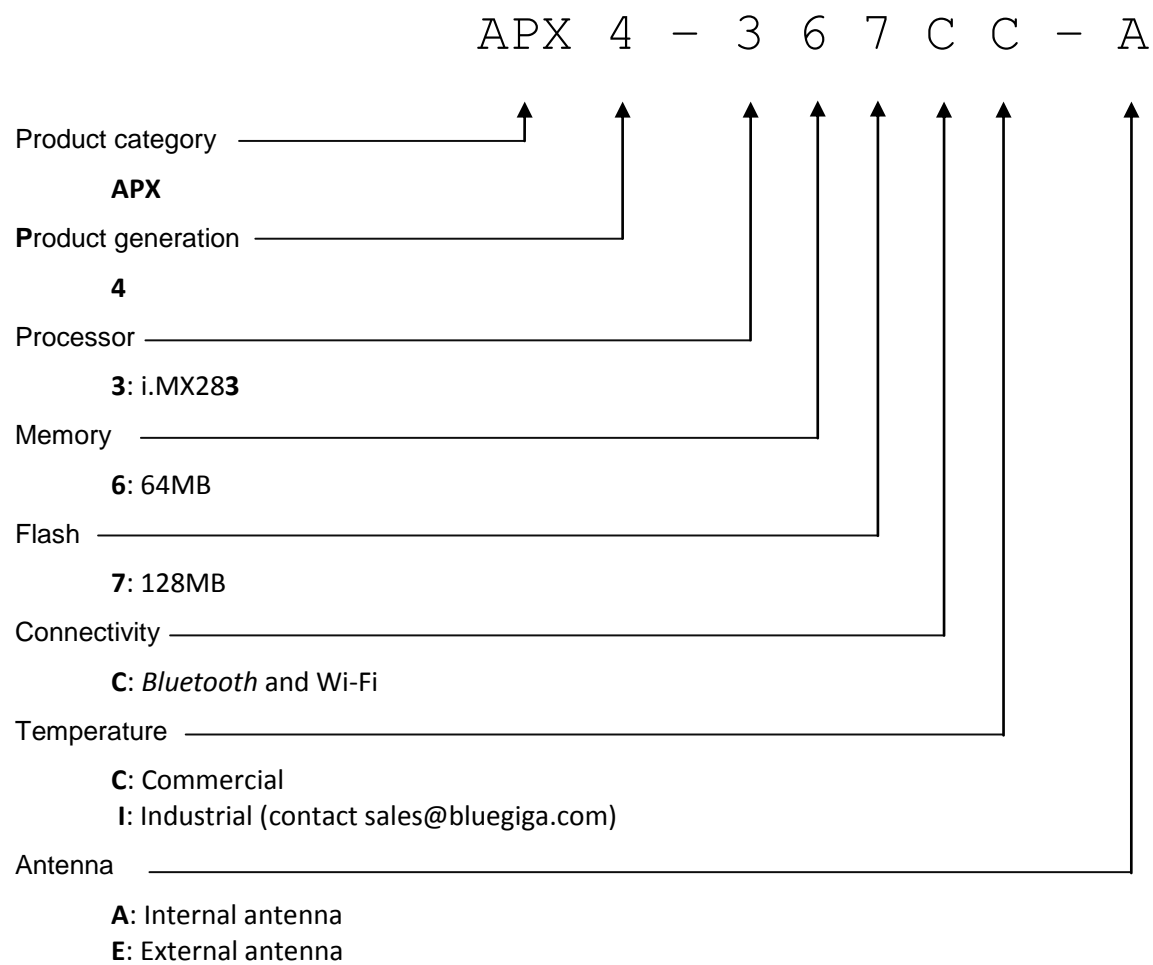 APX 4 – 3 6 7 C C – A
Product category
APX
Product generation
4
Processor
3: i.MX283
Memory
6: 64MB
Flash
7: 128MB
Connectivity
C: Bluetooth and Wi-Fi
Temperature
C: Commercial
I: Industrial (contact sales@bluegiga.com)
Antenna
A: Internal antenna
E: External antenna